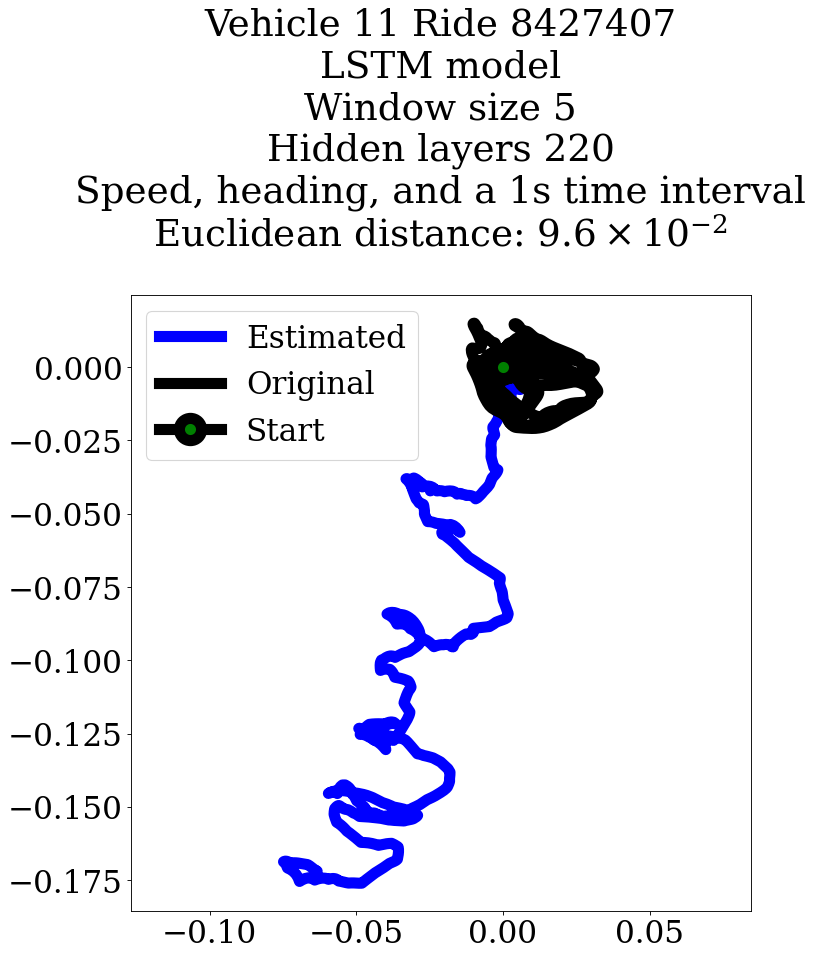 Vehicle 11 Ride 8427407
LSTM model
Window size 5
Hidden layers 220
Speed, heading, and a 1s time interval
Euclidean distance: 9.6 × 10⁻²
Estimated
Original
Start
0.000
−0.025
−0.050
−0.075
−0.100
−0.125
−0.150
−0.175
−0.10 −0.05 0.00 0.05